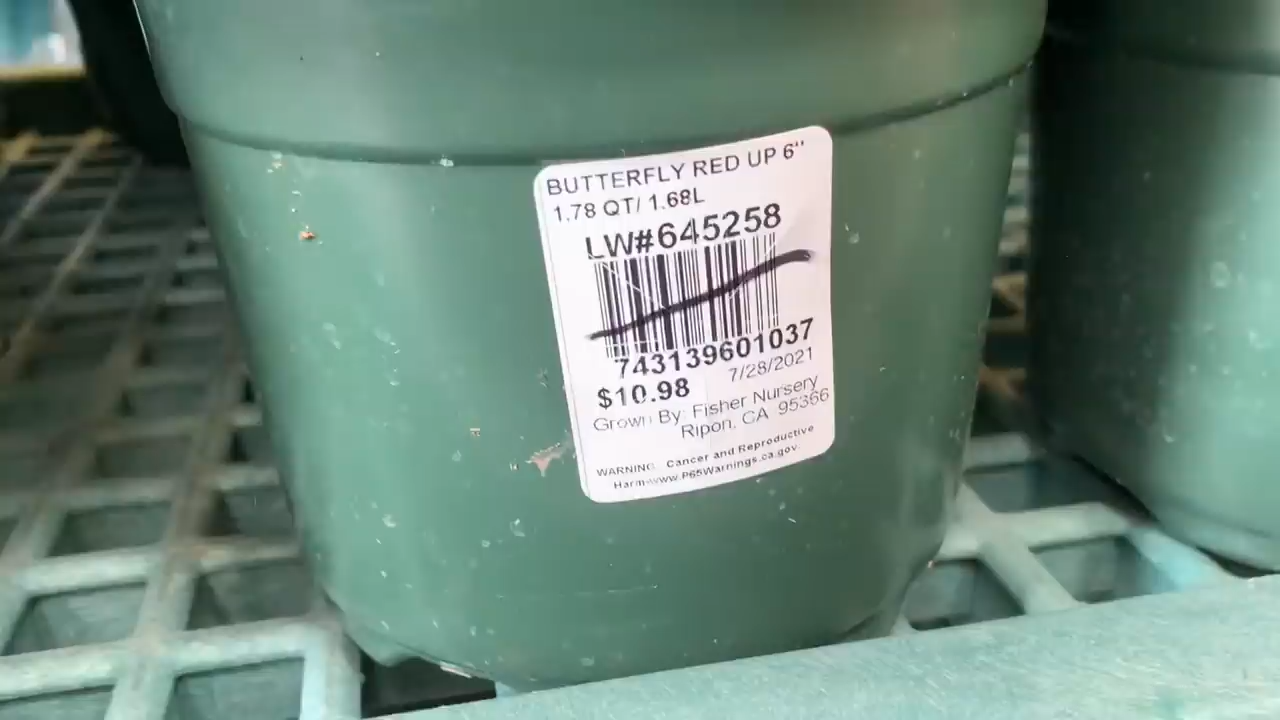 BUTTERFLY RED UP 6"
1.78 QT/ 1.68L
LW#645258
743139601037
$10.98 7/28/2021
Grown By: Fisher Nursery
Ripon, CA 95366
WARNING: Cancer and Reproductive
Harm-www.P65Warnings.ca.gov.